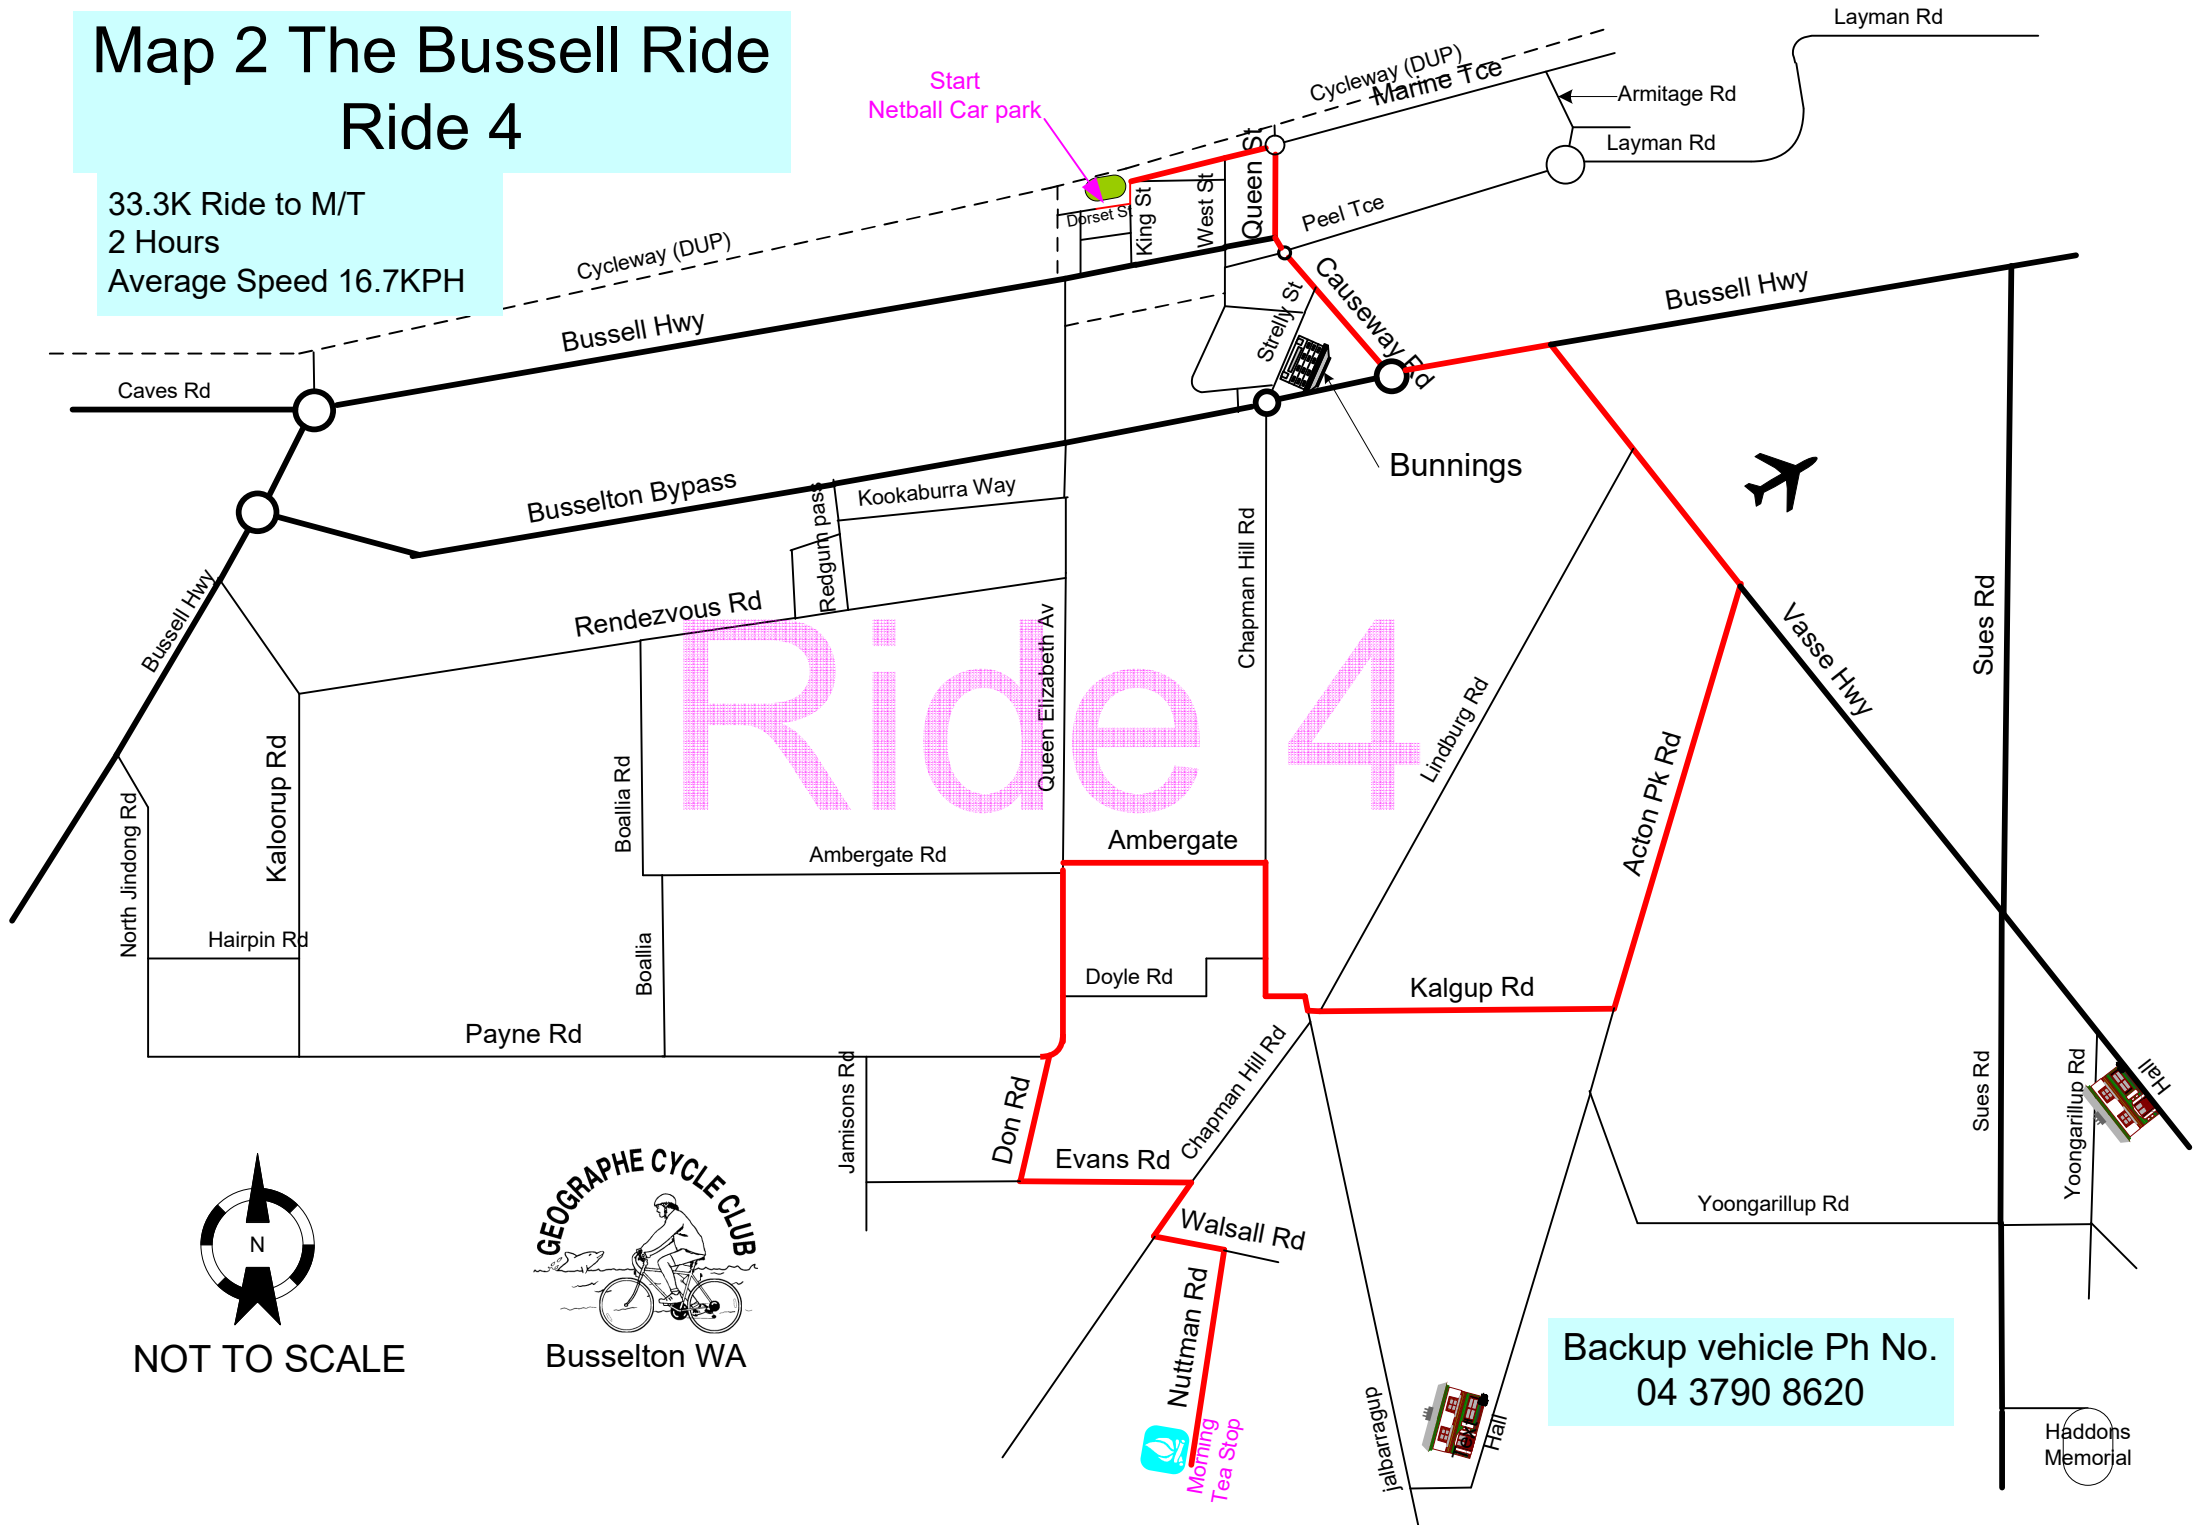 Map 2 The Bussell Ride
Ride 4
33.3K Ride to M/T
2 Hours
Average Speed 16.7KPH
Start
Netball Car park
Layman Rd
Cycleway (DUP)
Marine Tce
Armitage Rd
Layman Rd
Queen St
West St
King St
Dorset St
Peel Tce
Cycleway (DUP)
Bussell Hwy
Caves Rd
Causeway Rd
Strelly St
Bussell Hwy
Bunnings
Busselton Bypass
Kookaburra Way
Redgum pass
Rendezvous Rd
Bussell Hwy
Chapman Hill Rd
Queen Elizabeth Av
Ride 4
Lindburg Rd
Vasse Hwy
Sues Rd
Acton Pk Rd
Kaloorup Rd
North Jindong Rd
Boallia Rd
Ambergate Rd
Ambergate
Hairpin Rd
Boallia
Doyle Rd
Kalgup Rd
Payne Rd
Jamisons Rd
Don Rd
Evans Rd
Chapman Hill Rd
Sues Rd
Yoongarillup Rd
Hall
Yoongarillup Rd
Walsall Rd
Nuttman Rd
Morning
Tea Stop
jalbarragup
Hall
N
NOT TO SCALE
GEOGRAPHE CYCLE CLUB
Busselton WA
Backup vehicle Ph No.
04 3790 8620
Haddons
Memorial